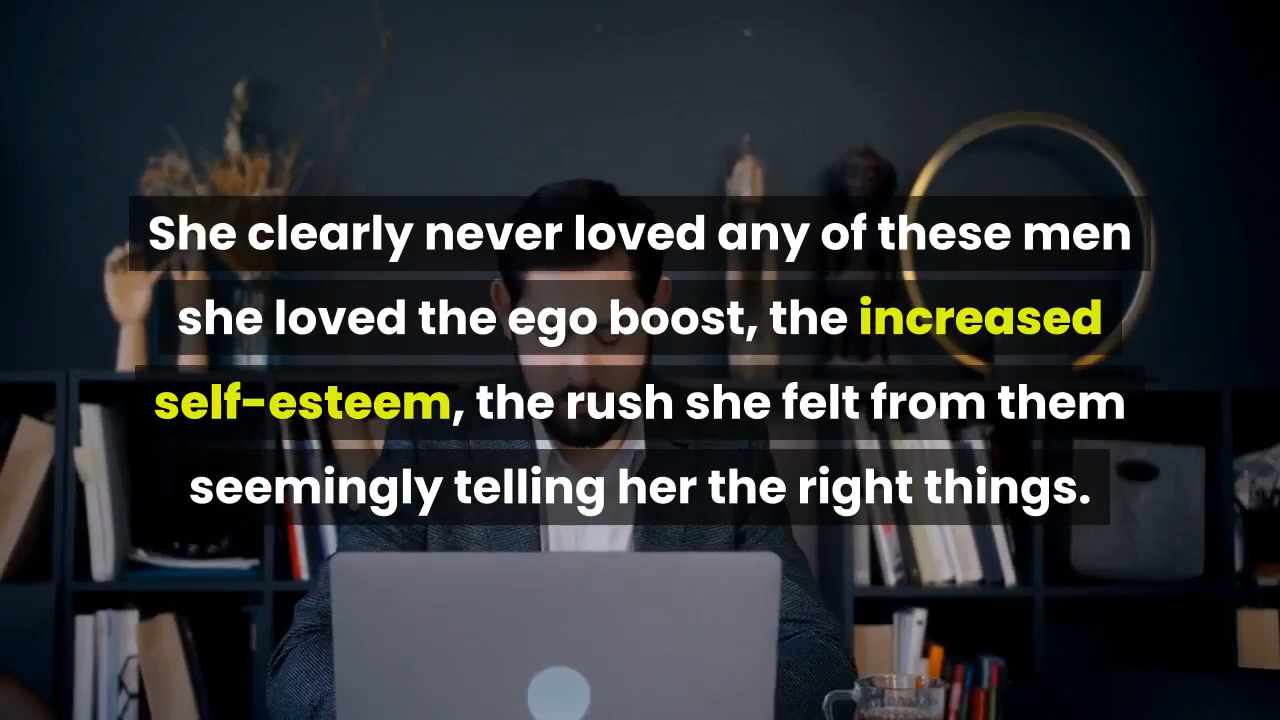 She clearly never loved any of these men
she loved the ego boost, the increased
self-esteem, the rush she felt from them
seemingly telling her the right things.